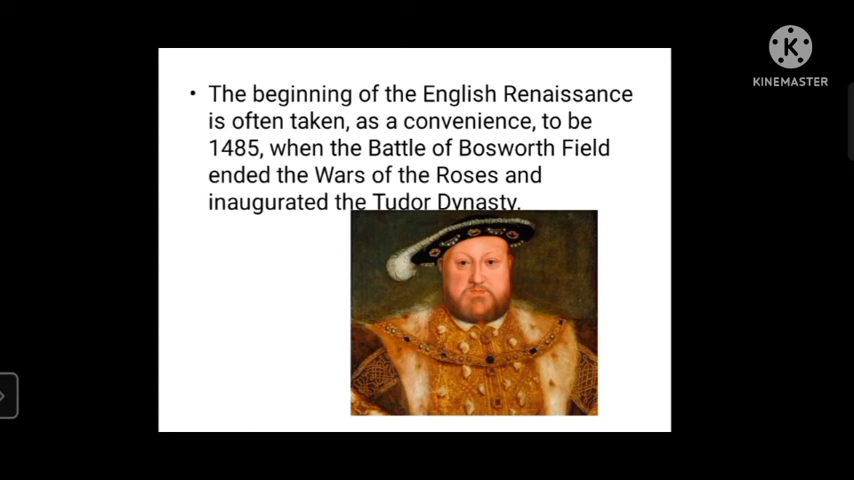 • The beginning of the English Renaissance
is often taken, as a convenience, to be
1485, when the Battle of Bosworth Field
ended the Wars of the Roses and
inaugurated the Tudor Dynasty.
K
KINEMASTER